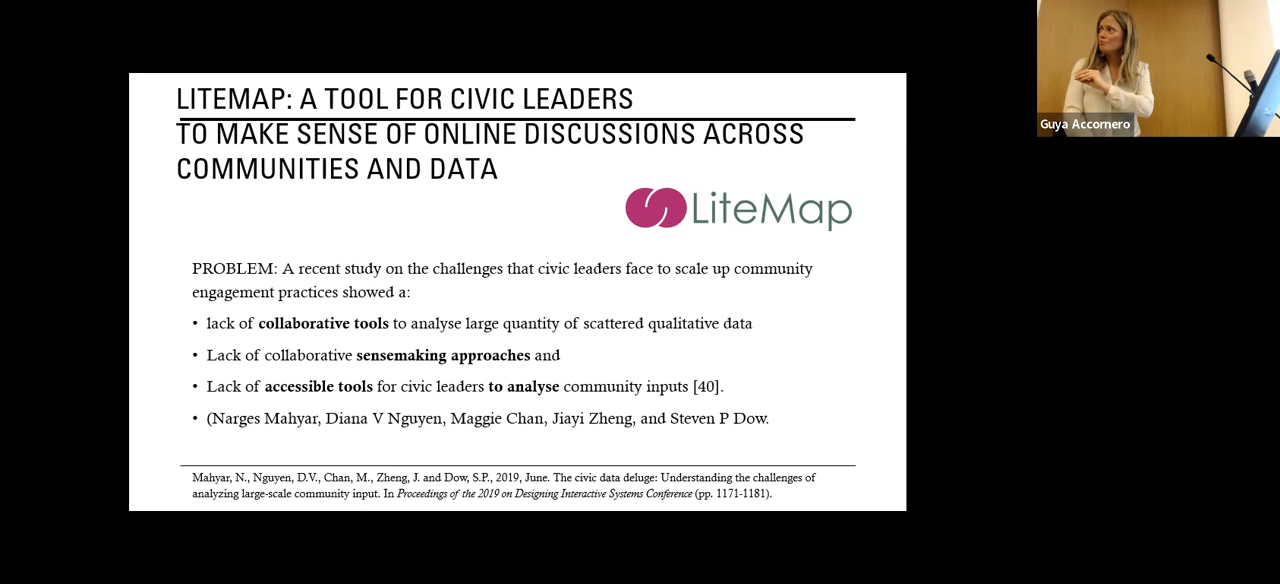 LITEMAP: A TOOL FOR CIVIC LEADERS
TO MAKE SENSE OF ONLINE DISCUSSIONS ACROSS
COMMUNITIES AND DATA
LiteMap
PROBLEM: A recent study on the challenges that civic leaders face to scale up community
engagement practices showed a:
• lack of collaborative tools to analyse large quantity of scattered qualitative data
• Lack of collaborative sensemaking approaches and
• Lack of accessible tools for civic leaders to analyse community inputs [40].
• (Narges Mahyar, Diana V Nguyen, Maggie Chan, Jiayi Zheng, and Steven P Dow.
Mahyar, N., Nguyen, D.V., Chan, M., Zheng, J. and Dow, S.P., 2019, June. The civic data deluge: Understanding the challenges of
analyzing large-scale community input. In Proceedings of the 2019 on Designing Interactive Systems Conference (pp. 1171-1181).
Guya Accornero